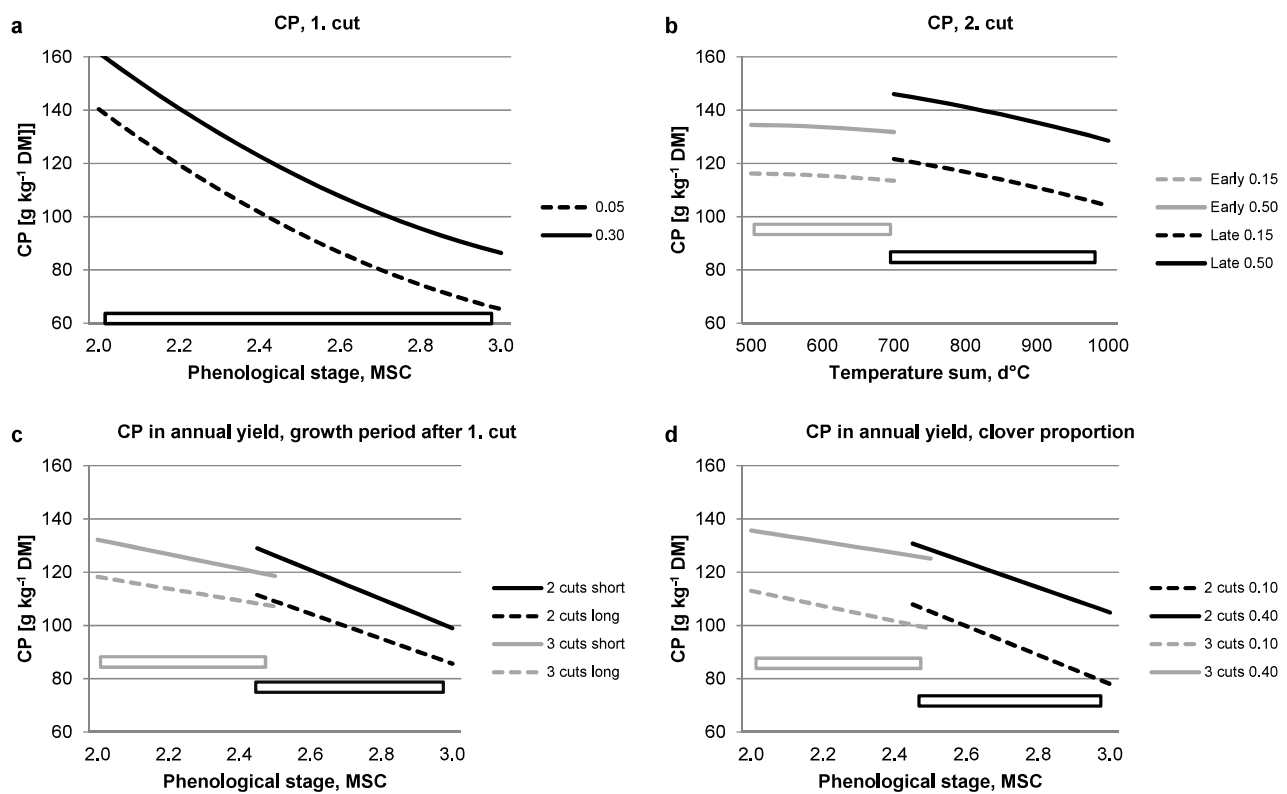 a
CP, 1. cut
160
140
120
100
80
60
CP [g kg⁻¹ DM]]
2.0 2.2 2.4 2.6 2.8 3.0
Phenological stage, MSC
0.05
0.30
b
CP, 2. cut
160
140
120
100
80
60
CP [g kg⁻¹ DM]
500 600 700 800 900 1000
Temperature sum, d°C
Early 0.15
Early 0.50
Late 0.15
Late 0.50
c
CP in annual yield, growth period after 1. cut
160
140
120
100
80
60
CP [g kg⁻¹ DM]
2.0 2.2 2.4 2.6 2.8 3.0
Phenological stage, MSC
2 cuts short
2 cuts long
3 cuts short
3 cuts long
d
CP in annual yield, clover proportion
160
140
120
100
80
60
CP [g kg⁻¹ DM]
2.0 2.2 2.4 2.6 2.8 3.0
Phenological stage, MSC
2 cuts 0.10
2 cuts 0.40
3 cuts 0.10
3 cuts 0.40